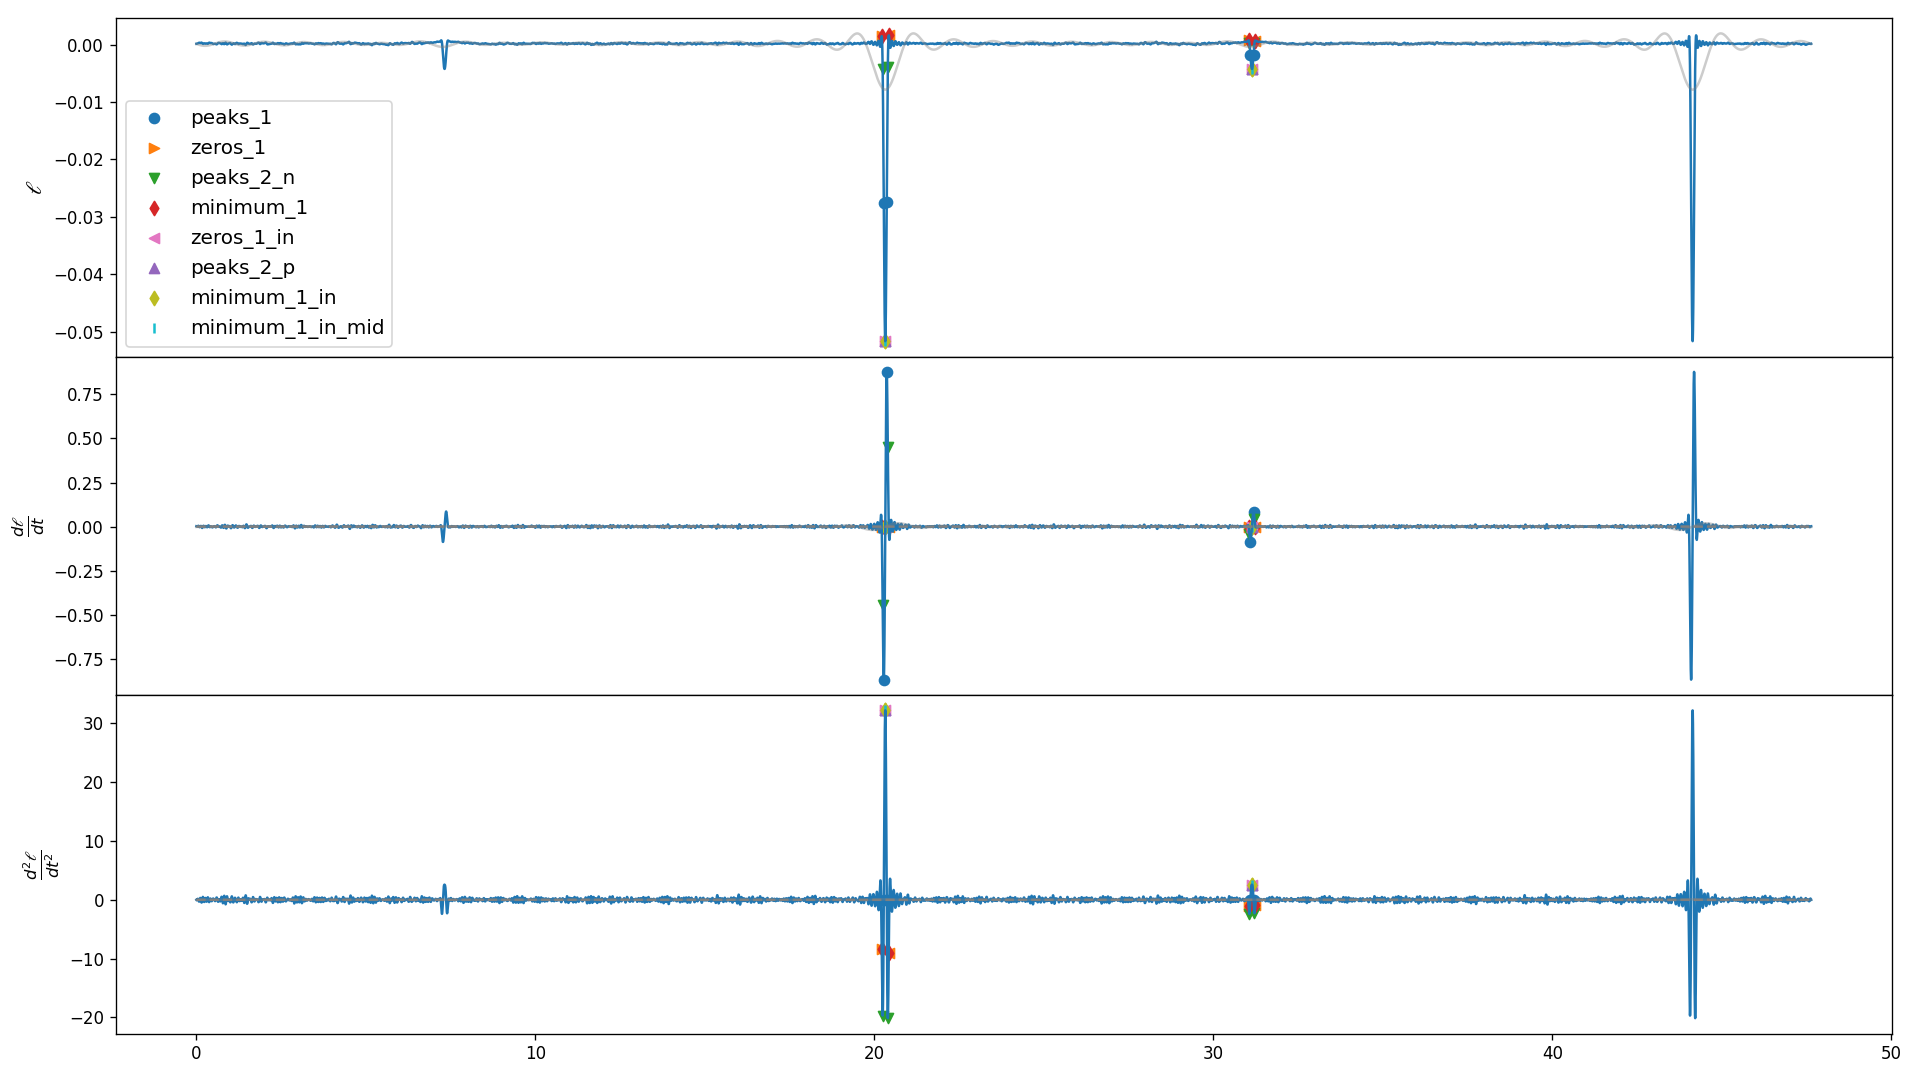 0.00
−0.01
−0.02
−0.03
−0.04
−0.05
ℓ
peaks_1
zeros_1
peaks_2_n
minimum_1
zeros_1_in
peaks_2_p
minimum_1_in
minimum_1_in_mid
0.75
0.50
0.25
0.00
−0.25
−0.50
−0.75
dℓ/dt
30
20
10
0
−10
−20
d²ℓ/dt²
0 10 20 30 40 50